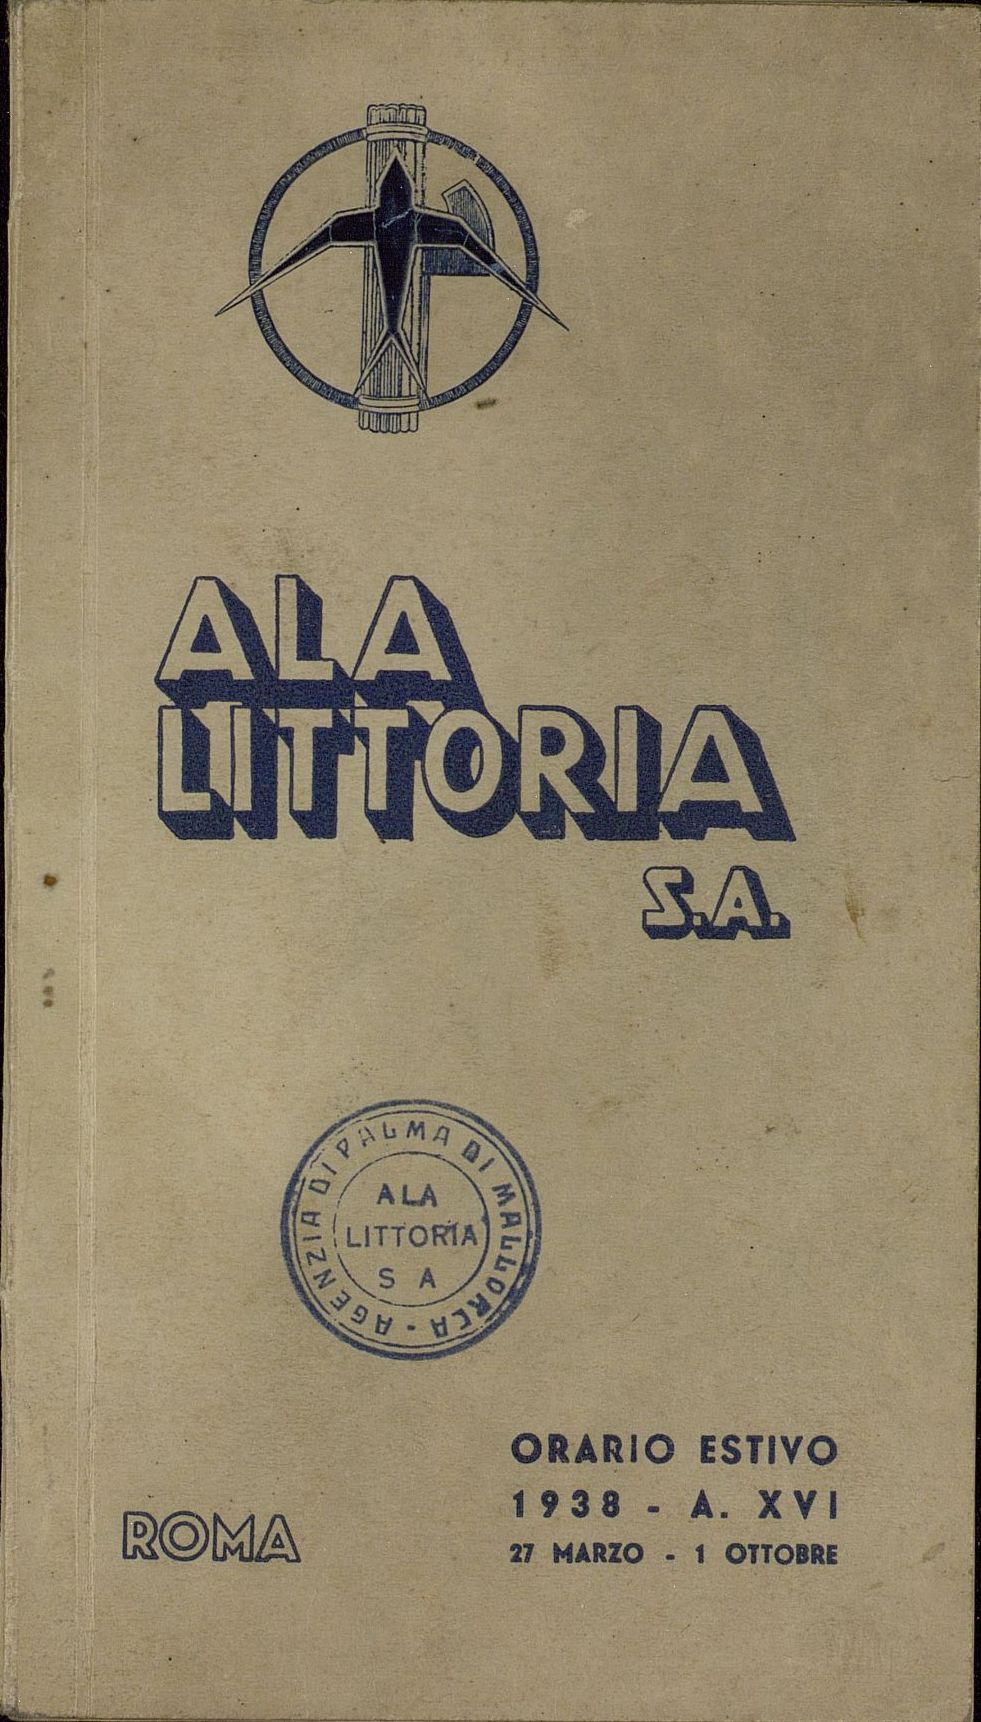 ALA
LITTORIA
S.A.
AGENZIA DI PALMA DI MALLORCA -
ALA
LITTORIA
S A
ORARIO ESTIVO
1938 - A. XVI
27 MARZO - 1 OTTOBRE
ROMA